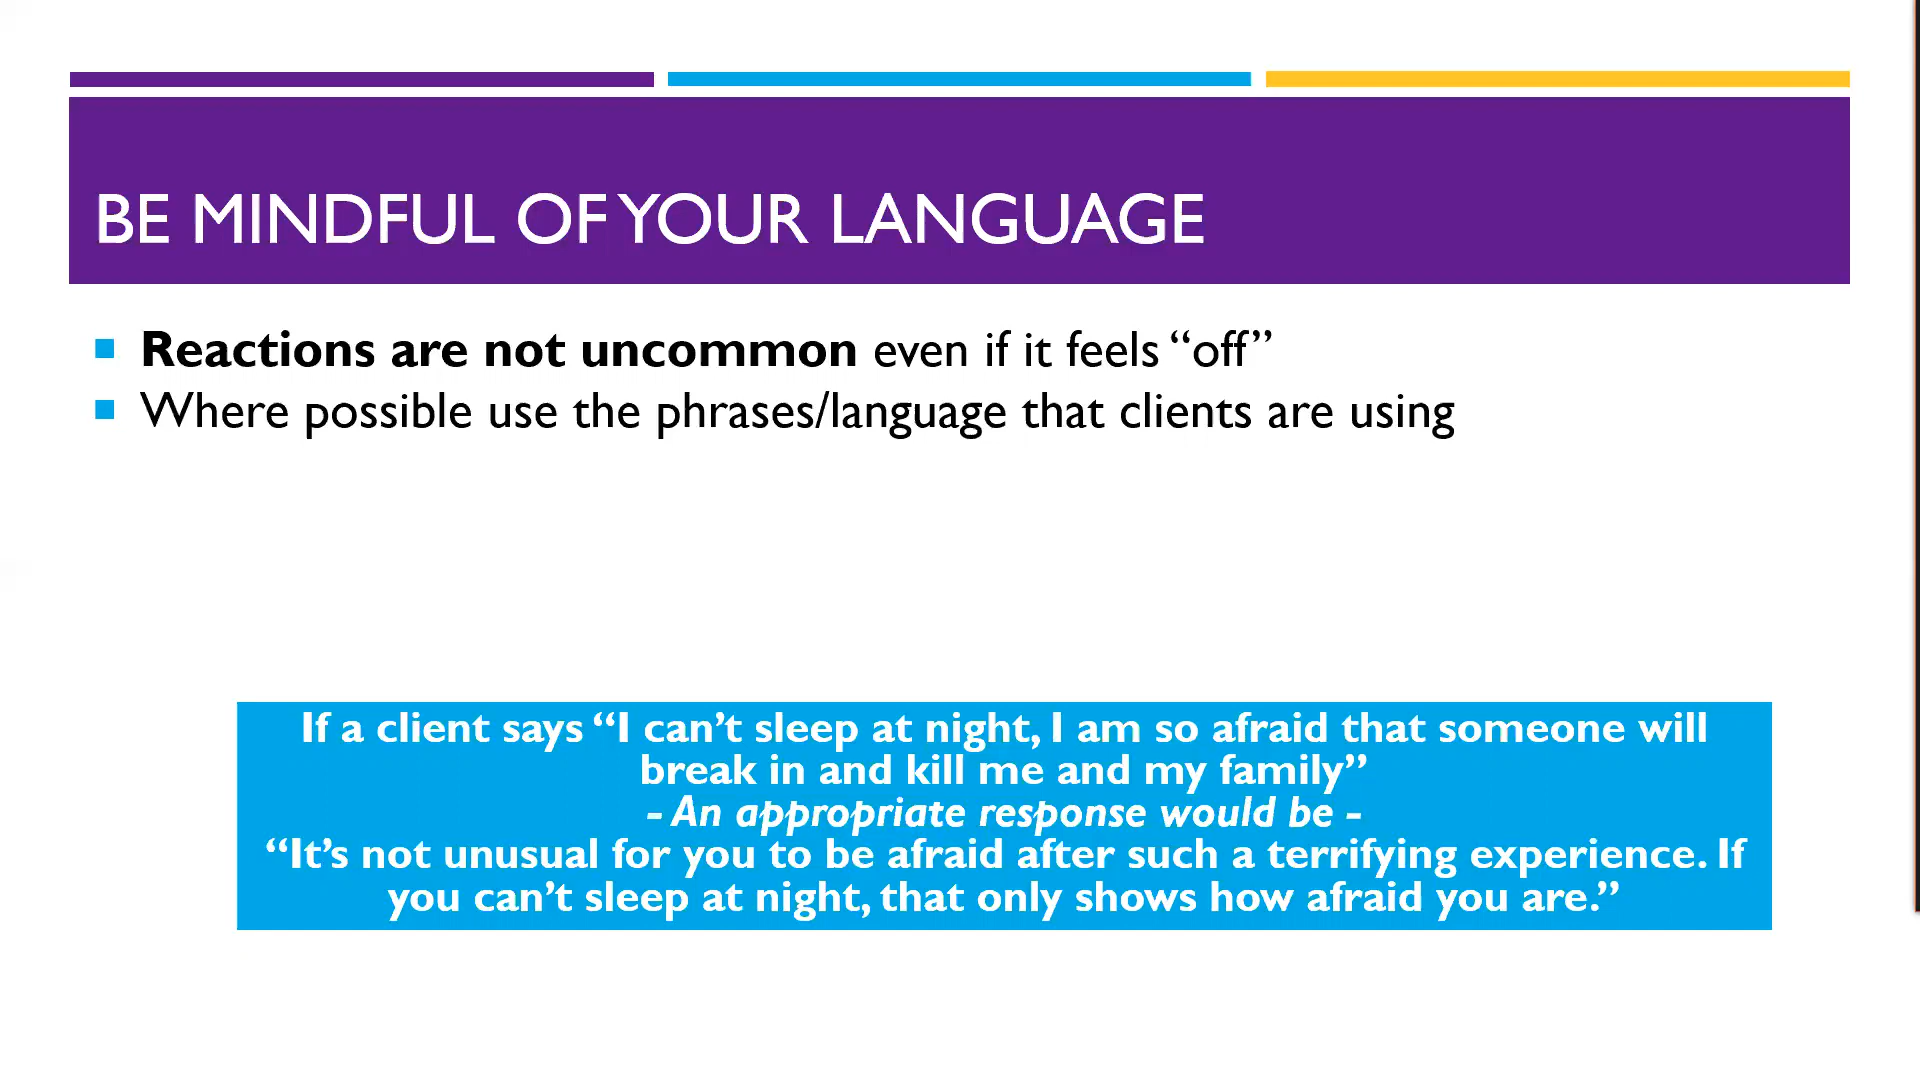 BE MINDFUL OF YOUR LANGUAGE
Reactions are not uncommon even if it feels “off”
Where possible use the phrases/language that clients are using
If a client says “I can’t sleep at night, I am so afraid that someone will
break in and kill me and my family”
- An appropriate response would be -
“It’s not unusual for you to be afraid after such a terrifying experience. If
you can’t sleep at night, that only shows how afraid you are.”